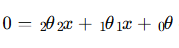 0 = ₂θ₂x + ₁θ₁x + ₀θ